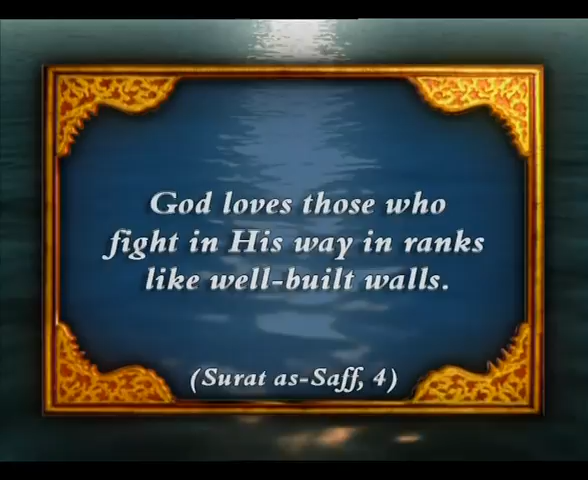 God loves those who
fight in His way in ranks
like well-built walls.
(Surat as-Saff, 4)